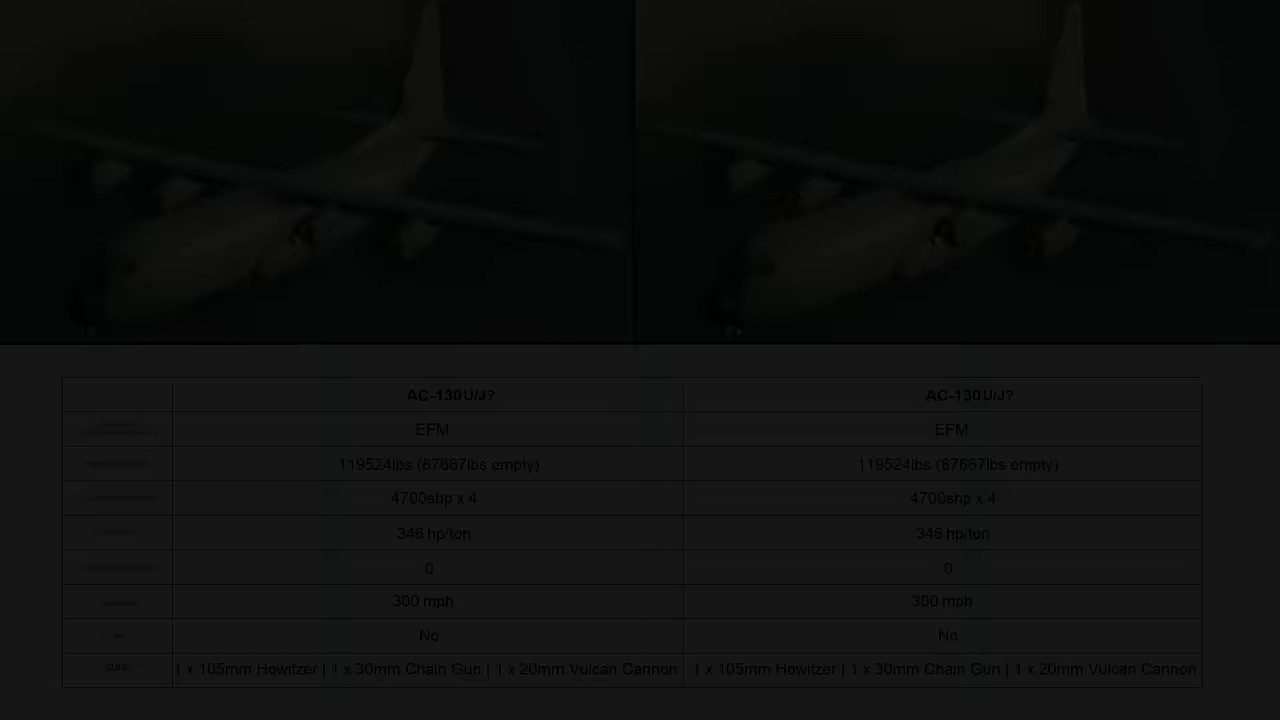 AC-130U/J? AC-130U/J?
EFM EFM
119524lbs (87667lbs empty) 119524lbs (87667lbs empty)
4700shp x 4 4700shp x 4
346 hp/ton 346 hp/ton
0 0
300 mph 300 mph
No No
GUNS 1 x 105mm Howitzer | 1 x 30mm Chain Gun | 1 x 20mm Vulcan Cannon 1 x 105mm Howitzer | 1 x 30mm Chain Gun | 1 x 20mm Vulcan Cannon